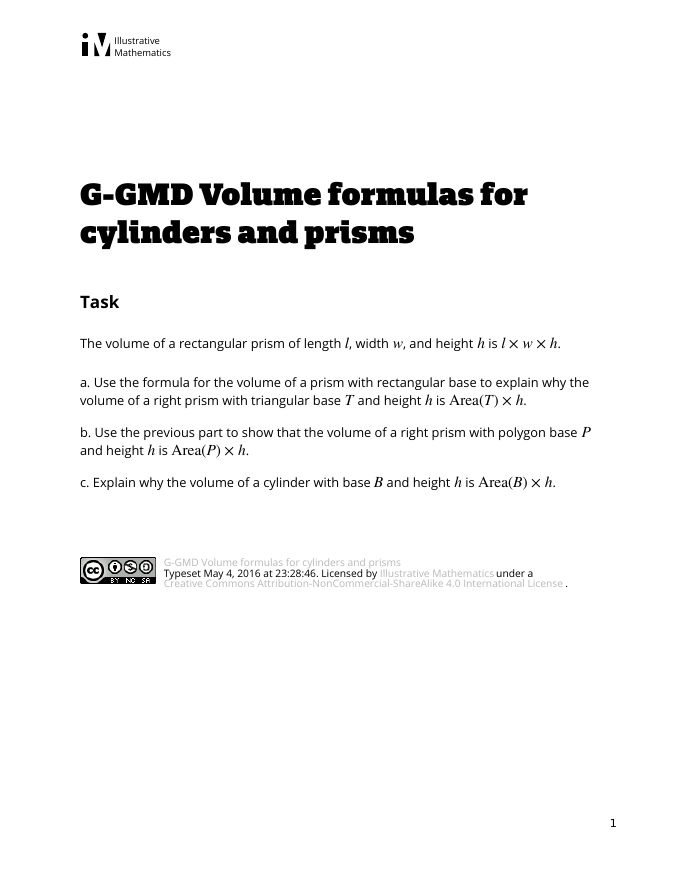 Illustrative
Mathematics
G-GMD Volume formulas for
cylinders and prisms
Task
The volume of a rectangular prism of length l, width w, and height h is l × w × h.
a. Use the formula for the volume of a prism with rectangular base to explain why the
volume of a right prism with triangular base T and height h is Area(T) × h.
b. Use the previous part to show that the volume of a right prism with polygon base P
and height h is Area(P) × h.
c. Explain why the volume of a cylinder with base B and height h is Area(B) × h.
cc BY NC SA
G-GMD Volume formulas for cylinders and prisms
Typeset May 4, 2016 at 23:28:46. Licensed by Illustrative Mathematics under a
Creative Commons Attribution-NonCommercial-ShareAlike 4.0 International License .
1